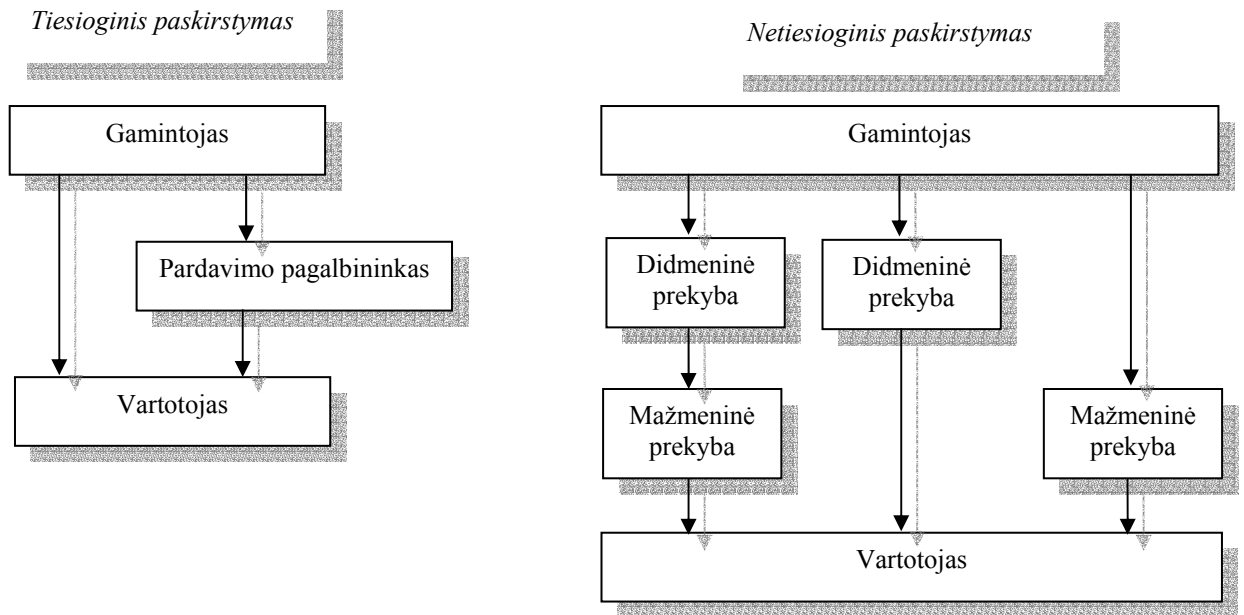 Tiesioginis paskirstymas
Gamintojas
Pardavimo pagalbininkas
Vartotojas
Netiesioginis paskirstymas
Gamintojas
Didmeninė
prekyba
Didmeninė
prekyba
Mažmeninė
prekyba
Mažmeninė
prekyba
Vartotojas